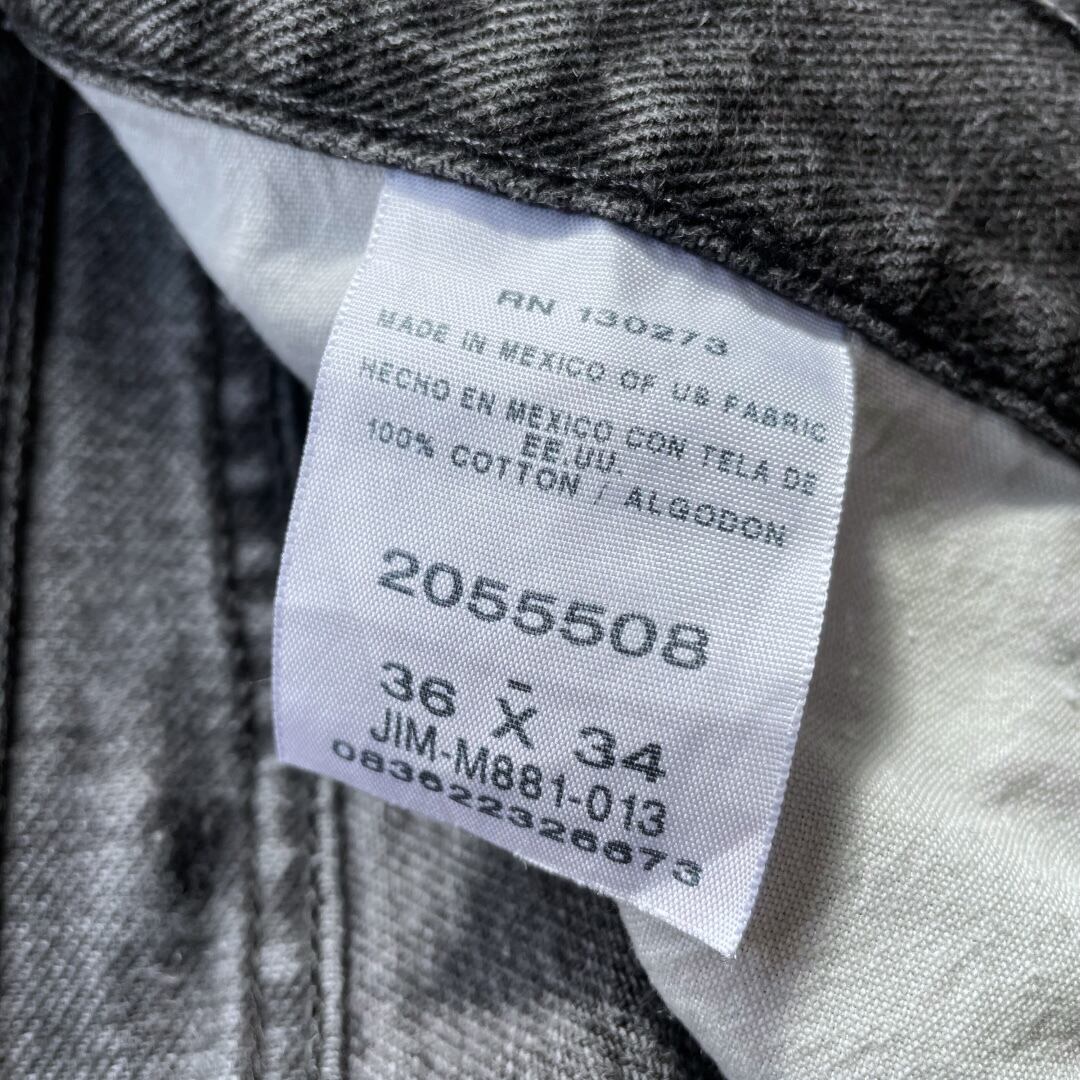 RN 130273
MADE IN MEXICO OF US FABRIC
HECHO EN MEXICO CON TELA DE
EE.UU.
100% COTTON / ALGODON
2055508
36 X 34
JIM-M881-013
083622326673